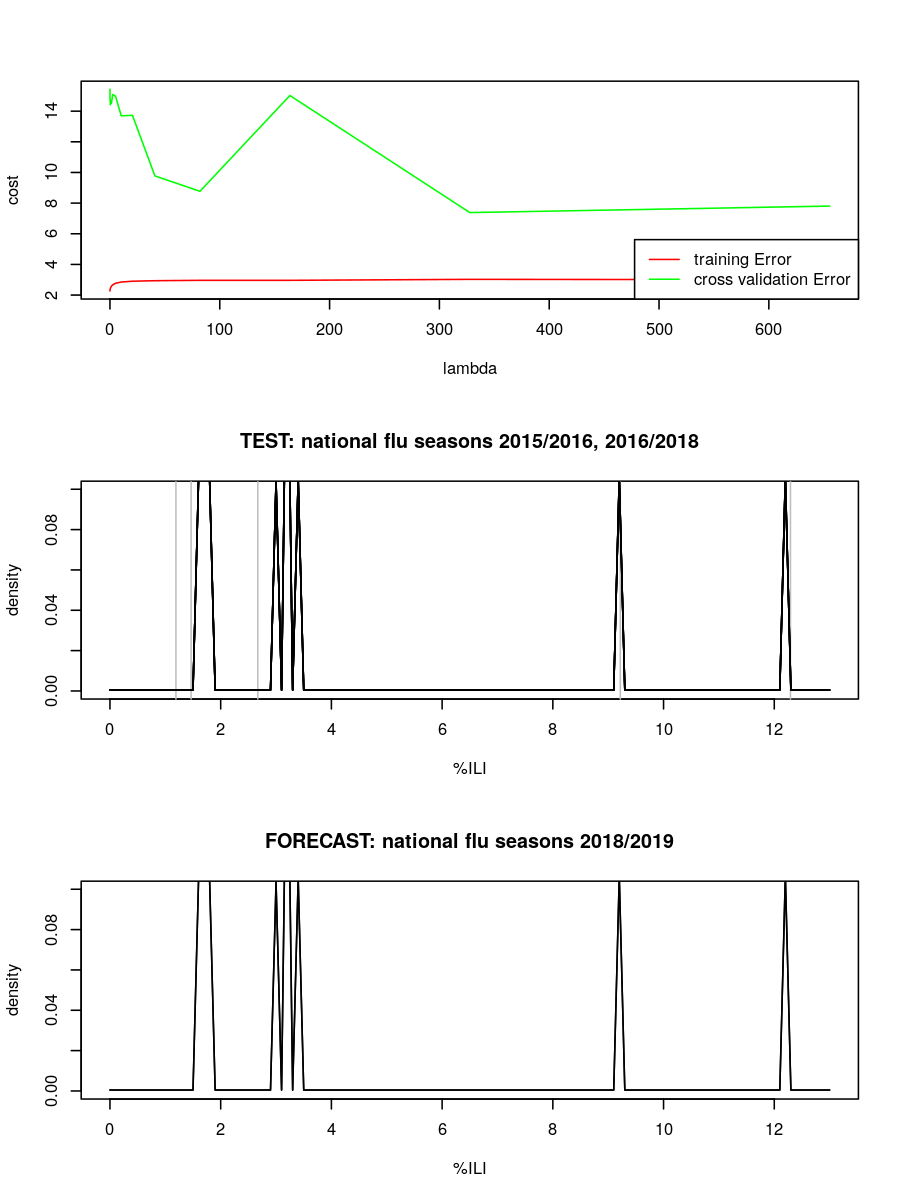 cost
2
4
6
8
10
14
training Error
cross validation Error
0 100 200 300 400 500 600
lambda
TEST: national flu seasons 2015/2016, 2016/2018
density
0.00
0.04
0.08
0 2 4 6 8 10 12
%ILI
FORECAST: national flu seasons 2018/2019
density
0.00
0.04
0.08
0 2 4 6 8 10 12
%ILI